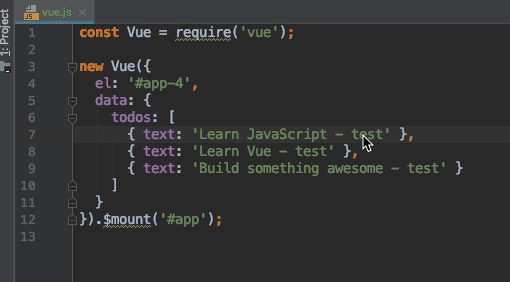 1: Project
JS vue.js
1 const Vue = require('vue');
2
3 new Vue({
4   el: '#app-4',
5   data: {
6     todos: [
7       { text: 'Learn JavaScript - test' },
8       { text: 'Learn Vue - test' },
9       { text: 'Build something awesome - test' }
10     ]
11   }
12 }).$mount('#app');
13